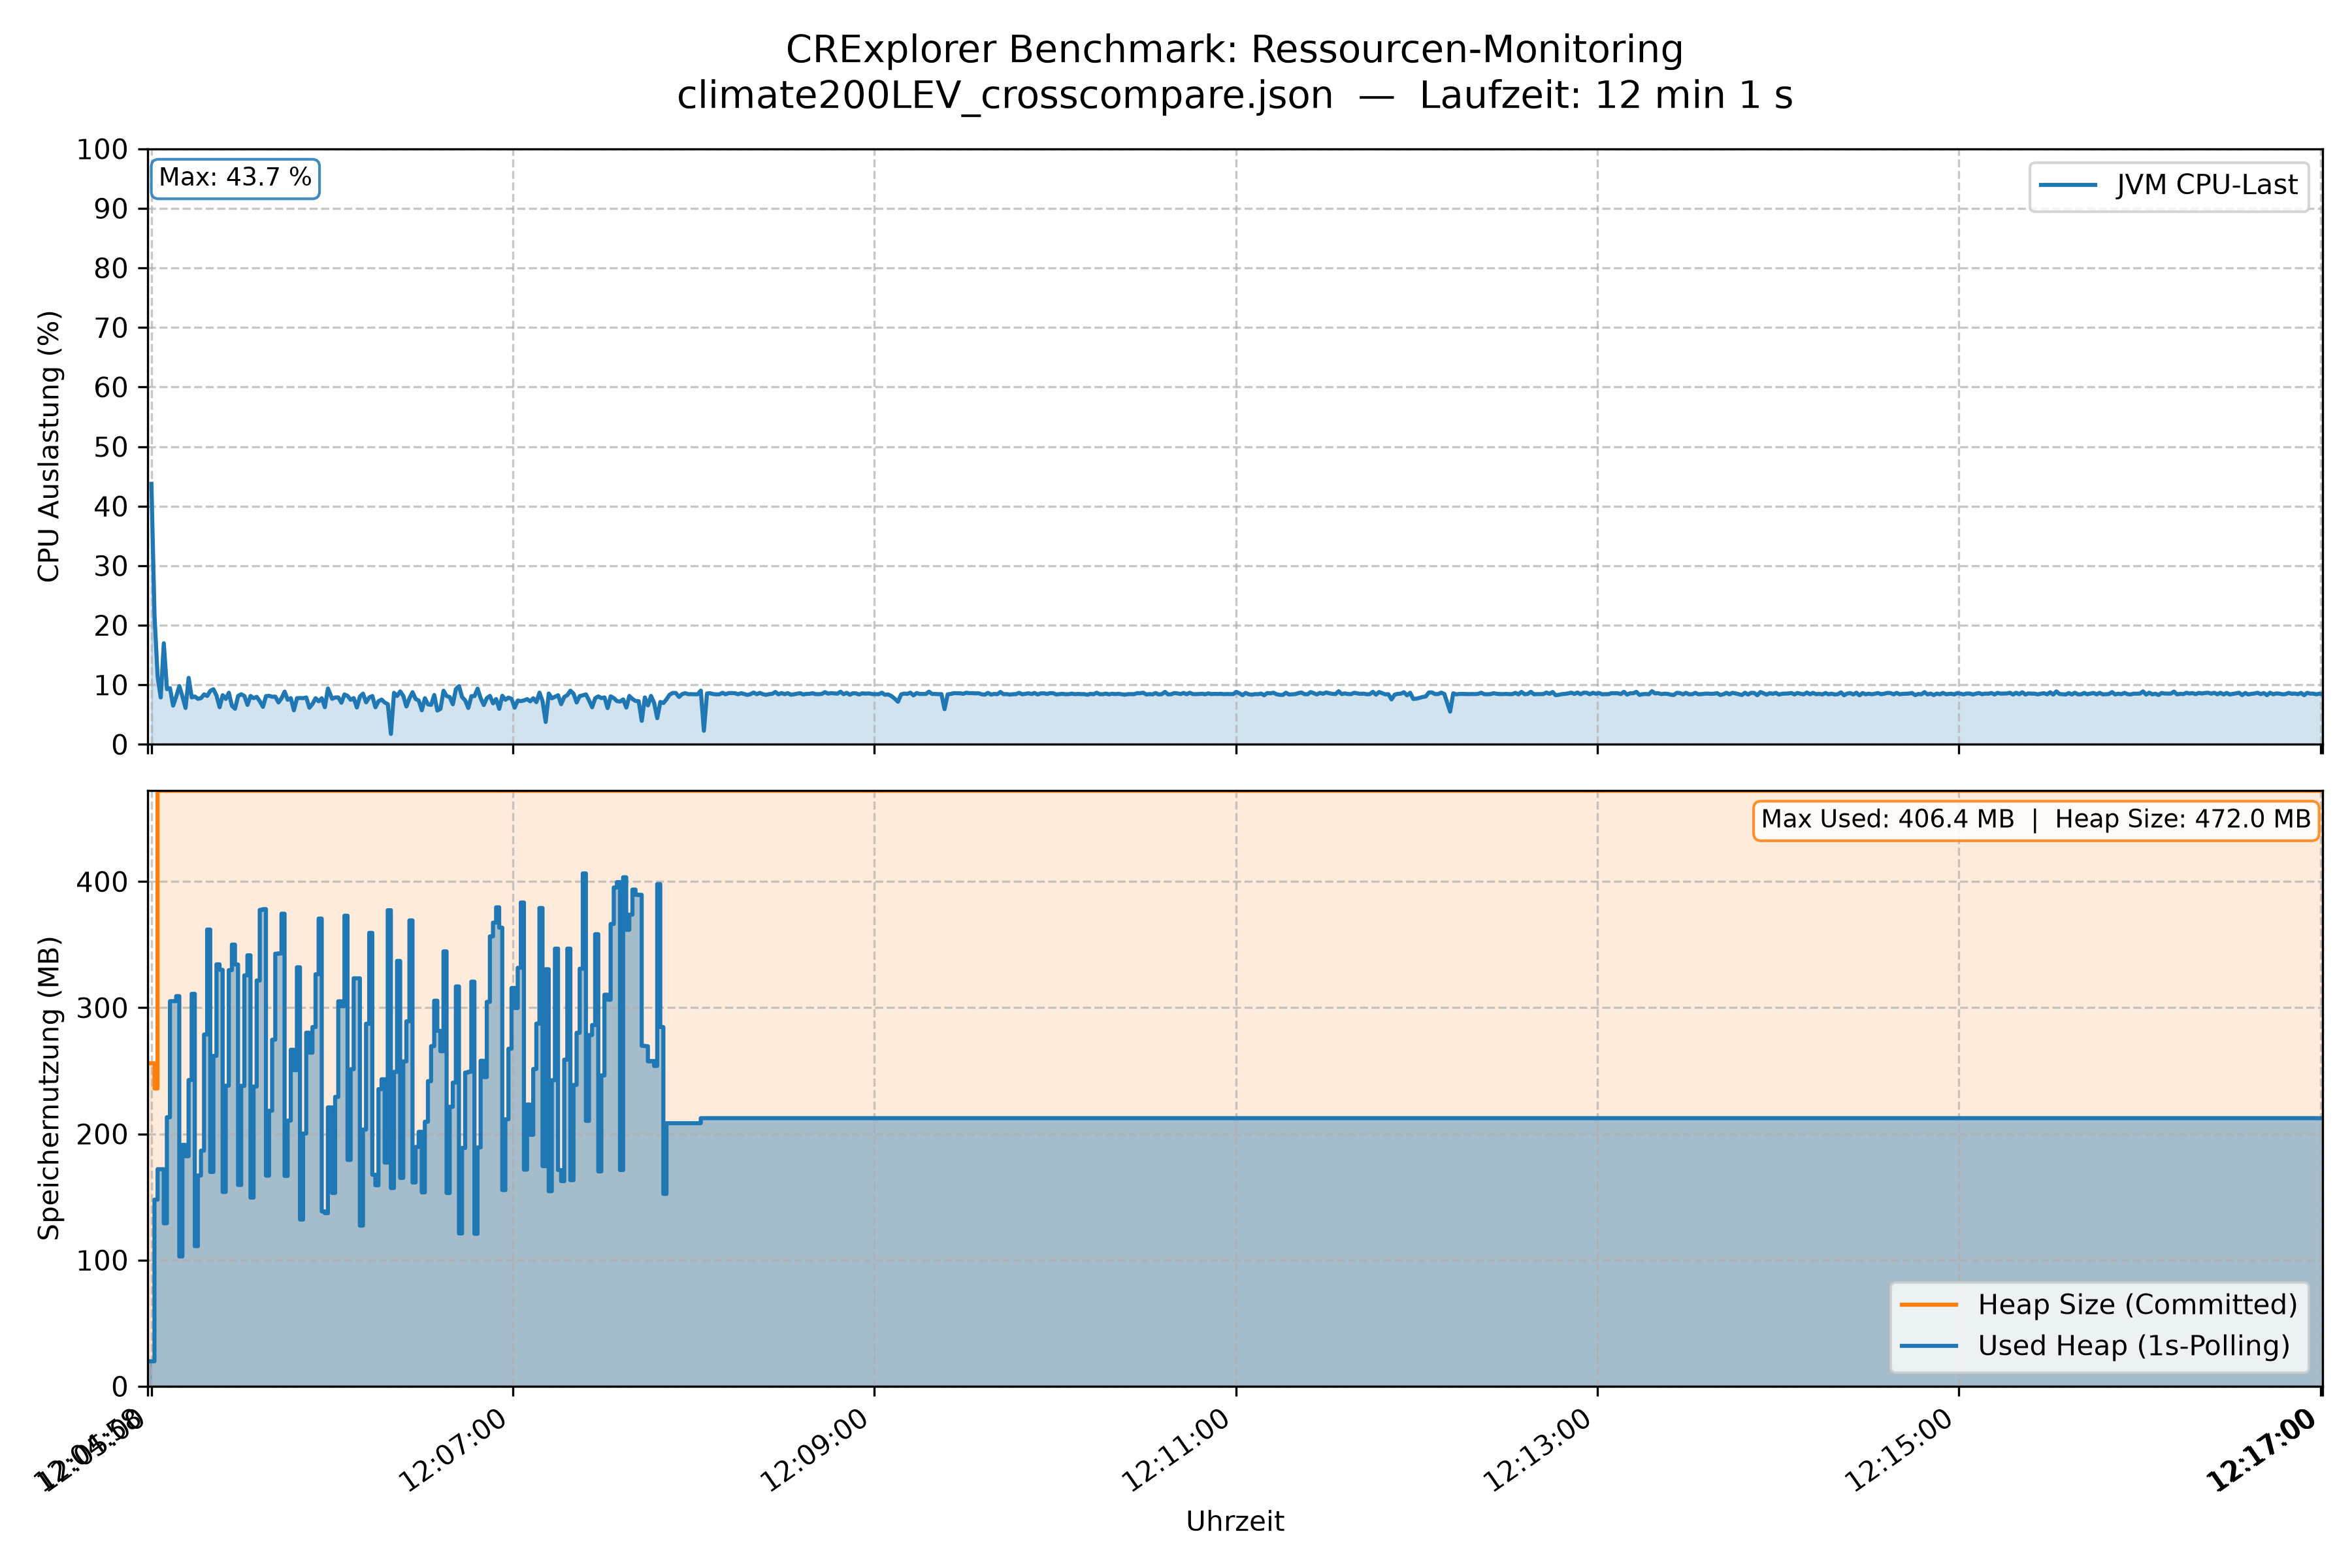 CRExplorer Benchmark: Ressourcen-Monitoring
climate200LEV_crosscompare.json — Laufzeit: 12 min 1 s
100
90
80
70
60
50
40
30
20
10
0
CPU Auslastung (%)
Max: 43.7 %
JVM CPU-Last
400
300
200
100
0
Speichernutzung (MB)
Max Used: 406.4 MB | Heap Size: 472.0 MB
Heap Size (Committed)
Used Heap (1s-Polling)
12:07:00
12:09:00
12:11:00
12:13:00
12:15:00
12:17:00
Uhrzeit